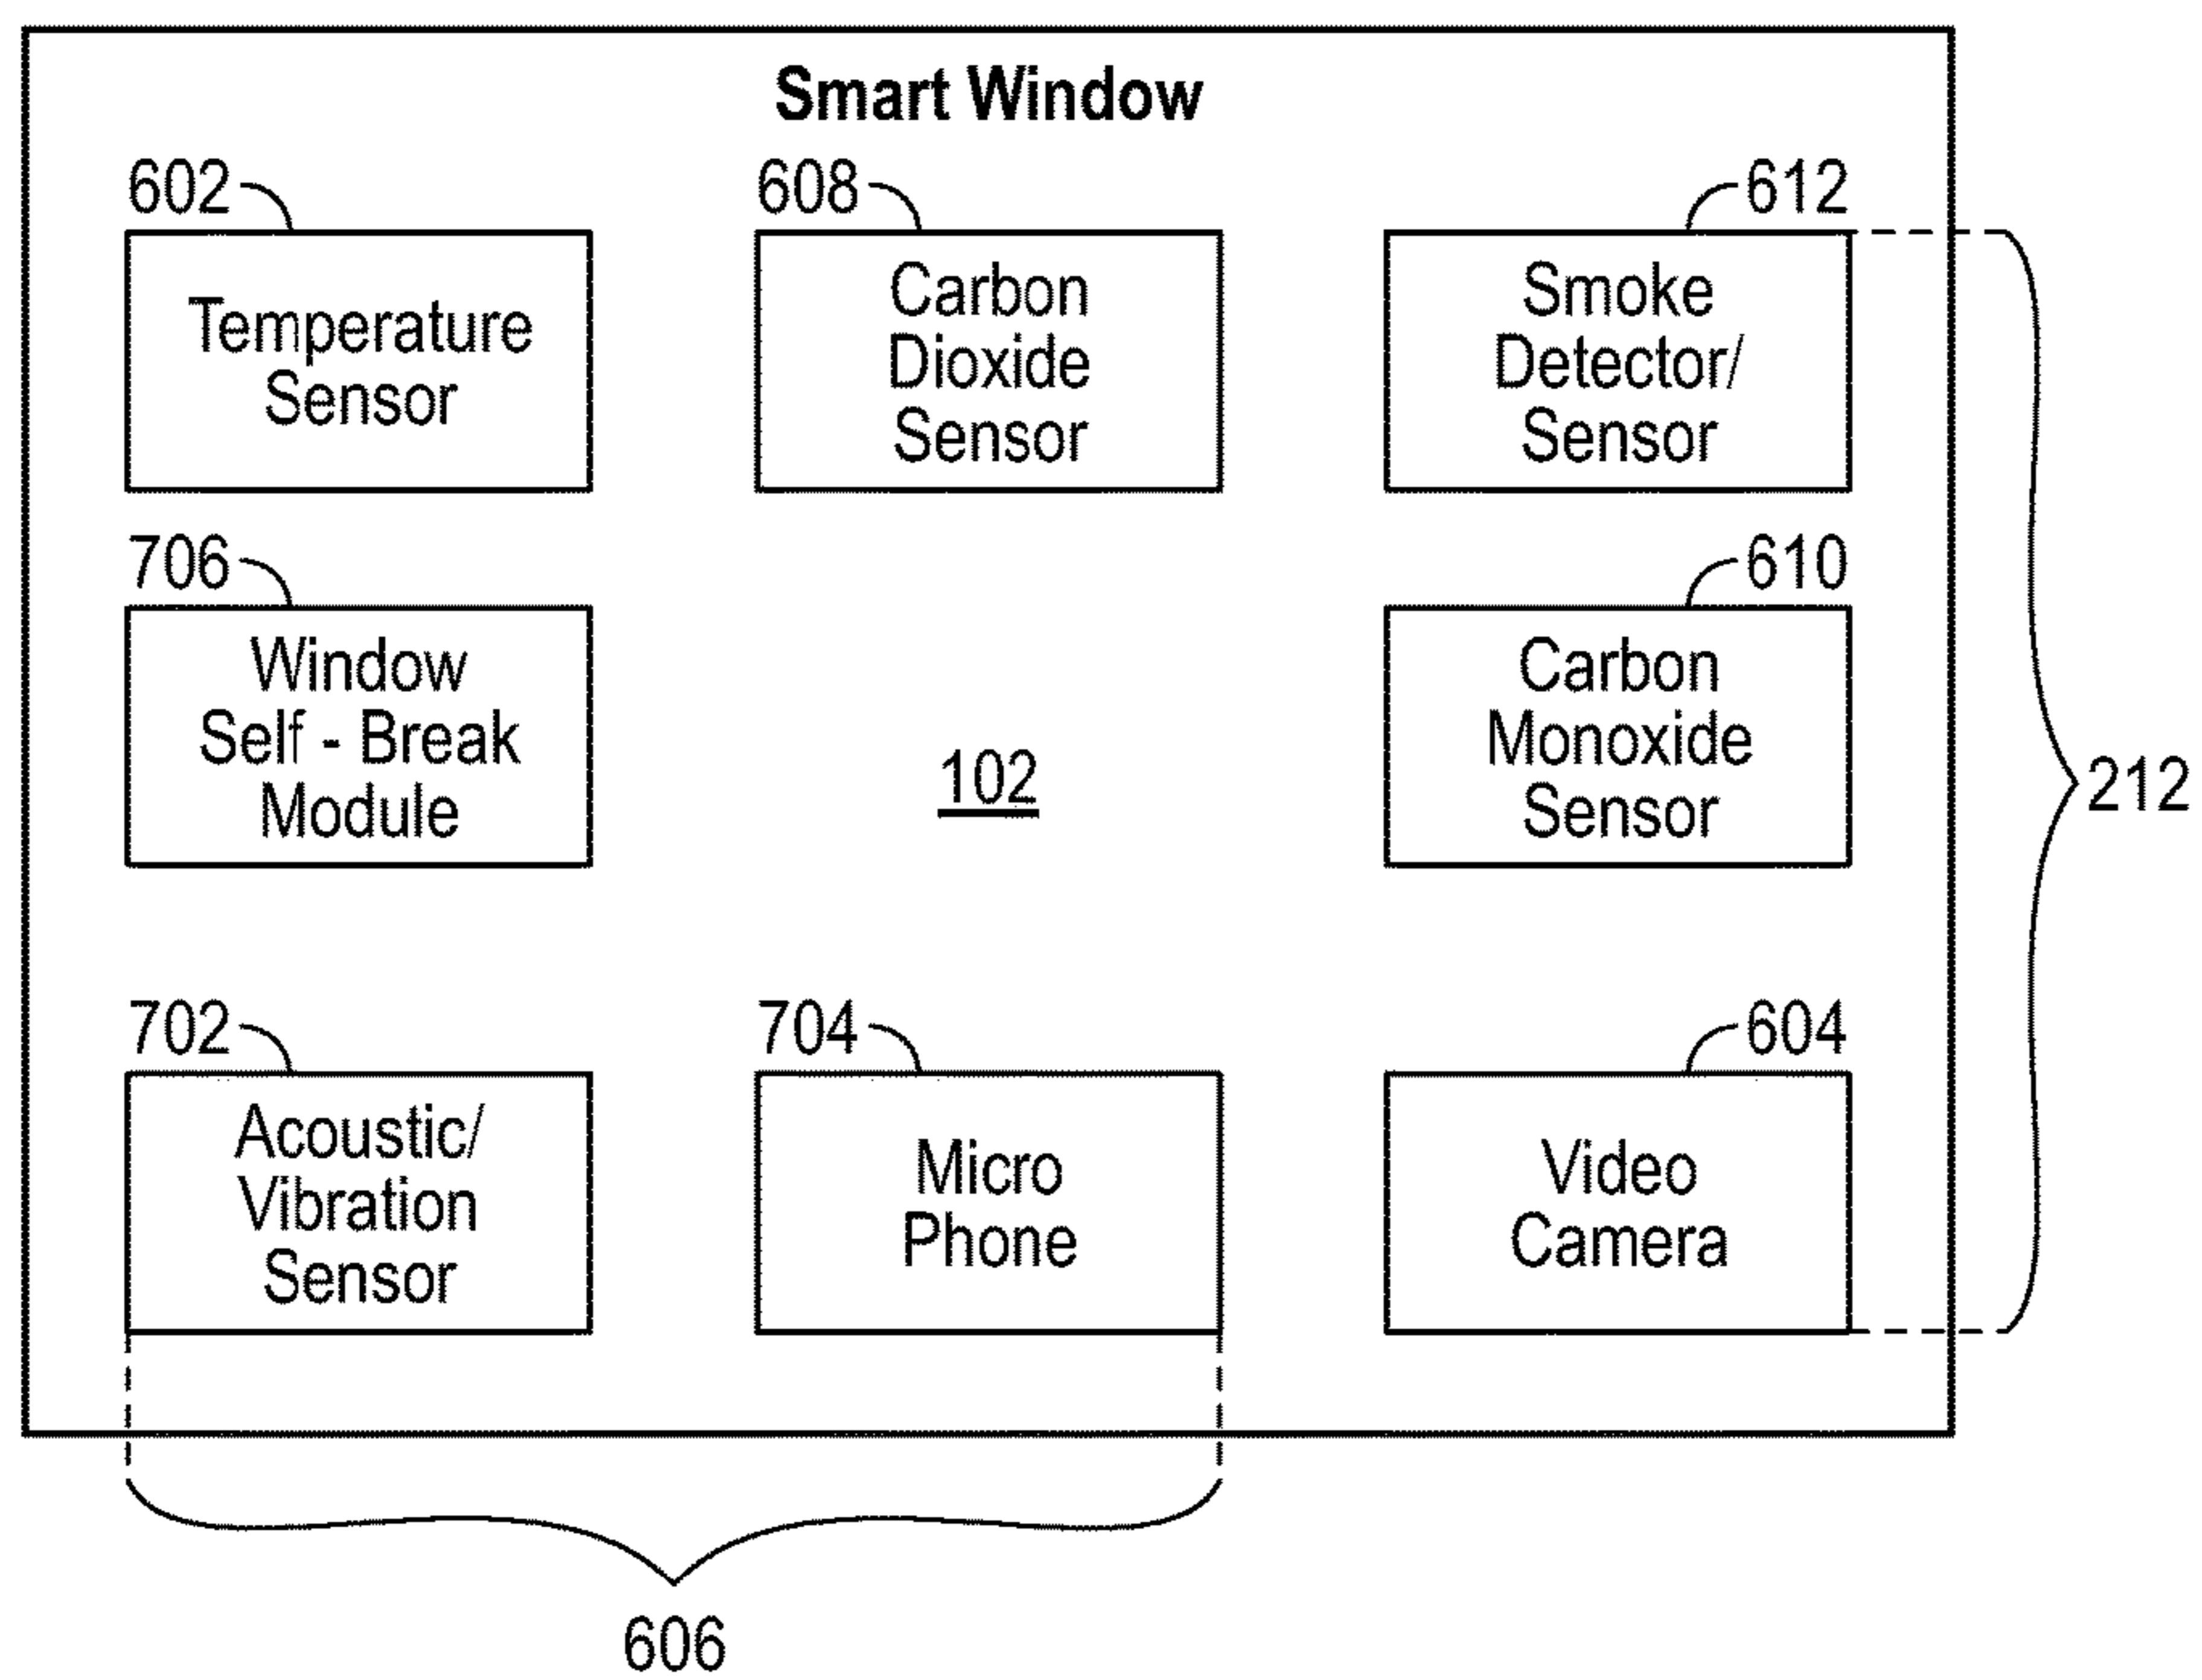 Smart Window
602
608
612
Temperature
Sensor
Carbon
Dioxide
Sensor
Smoke
Detector/
Sensor
706
610
Window
Self - Break
Module
102
Carbon
Monoxide
Sensor
212
702
704
604
Acoustic/
Vibration
Sensor
Micro
Phone
Video
Camera
606